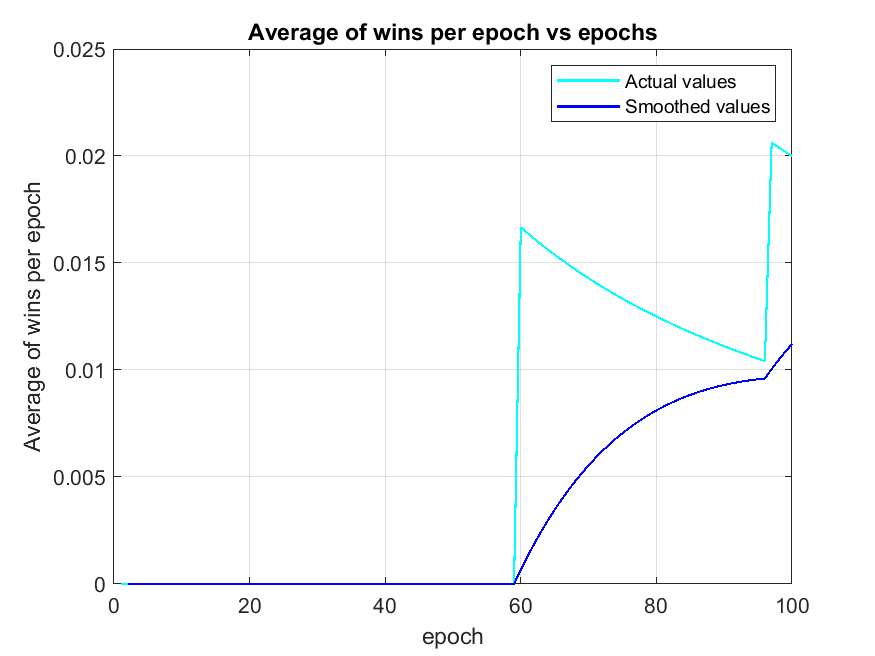 Average of wins per epoch vs epochs
Actual values
Smoothed values
Average of wins per epoch
0.025
0.02
0.015
0.01
0.005
0
0 20 40 60 80 100
epoch